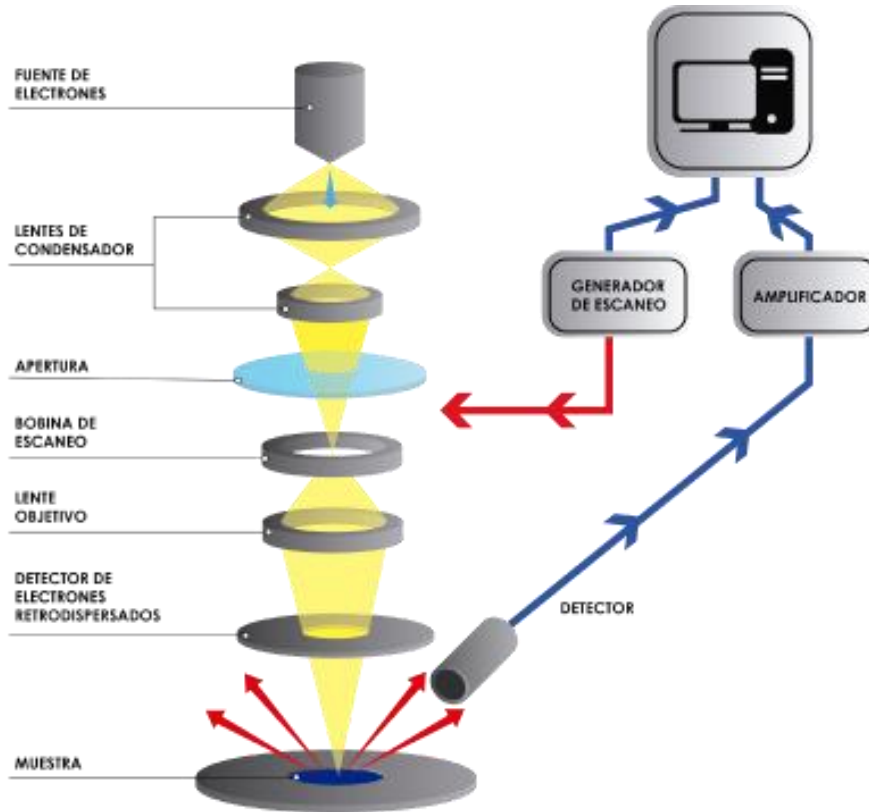 FUENTE DE
ELECTRONES
LENTES DE
CONDENSADOR
APERTURA
BOBINA DE
ESCANEO
LENTE
OBJETIVO
DETECTOR DE
ELECTRONES
RETRODISPERSADOS
MUESTRA
GENERADOR
DE ESCANEO
AMPLIFICADOR
DETECTOR